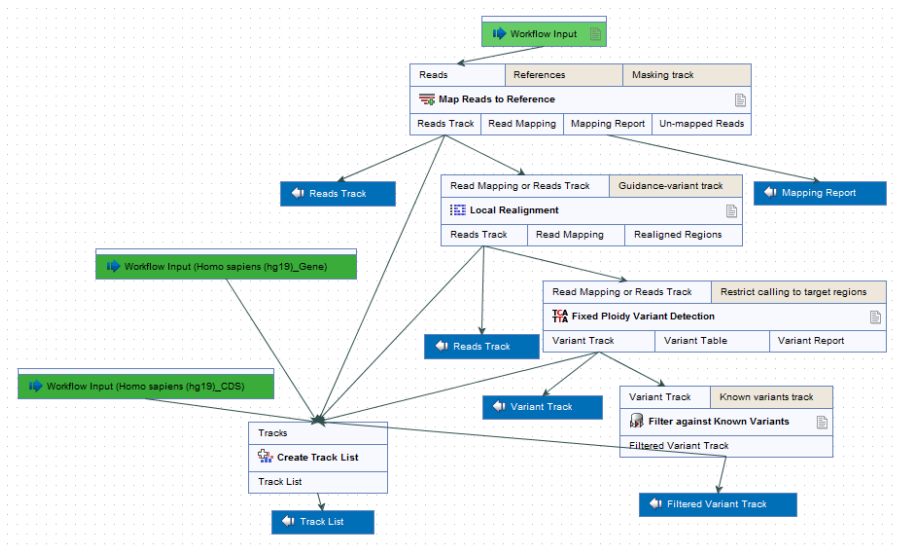 Workflow Input
Reads References Masking track
Map Reads to Reference
Reads Track Read Mapping Mapping Report Un-mapped Reads
Reads Track
Mapping Report
Read Mapping or Reads Track Guidance-variant track
Local Realignment
Reads Track Read Mapping Realigned Regions
Workflow Input (Homo sapiens (hg19)_Gene)
Read Mapping or Reads Track Restrict calling to target regions
TCA
TTA
Fixed Ploidy Variant Detection
Variant Track Variant Table Variant Report
Reads Track
Workflow Input (Homo sapiens (hg19)_CDS)
Variant Track
Variant Track Known variants track
Filter against Known Variants
Filtered Variant Track
Tracks
Create Track List
Track List
Filtered Variant Track
Track List